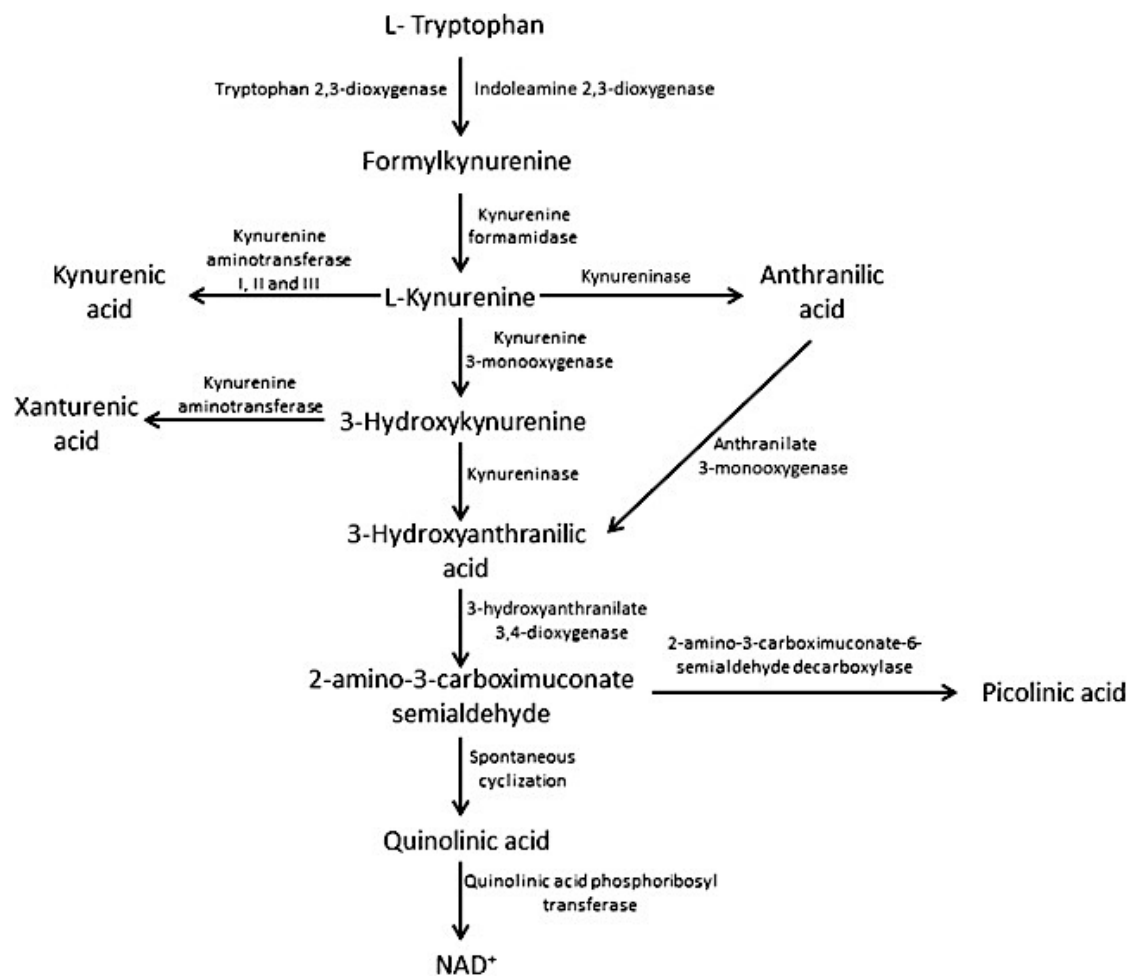 L- Tryptophan
Tryptophan 2,3-dioxygenase
Indoleamine 2,3-dioxygenase
Formylkynurenine
Kynurenine
formamidase
Kynurenine
aminotransferase
I, II and III
Kynurenic
acid
L-Kynurenine
Kynureninase
Anthranilic
acid
Kynurenine
3-monooxygenase
Kynurenine
aminotransferase
Xanturenic
acid
3-Hydroxykynurenine
Anthranilate
3-monooxygenase
Kynureninase
3-Hydroxyanthranilic
acid
3-hydroxyanthranilate
3,4-dioxygenase
2-amino-3-carboximuconate-6-
semialdehyde decarboxylase
2-amino-3-carboximuconate
semialdehyde
Picolinic acid
Spontaneous
cyclization
Quinolinic acid
Quinolinic acid phosphoribosyl
transferase
NAD⁺